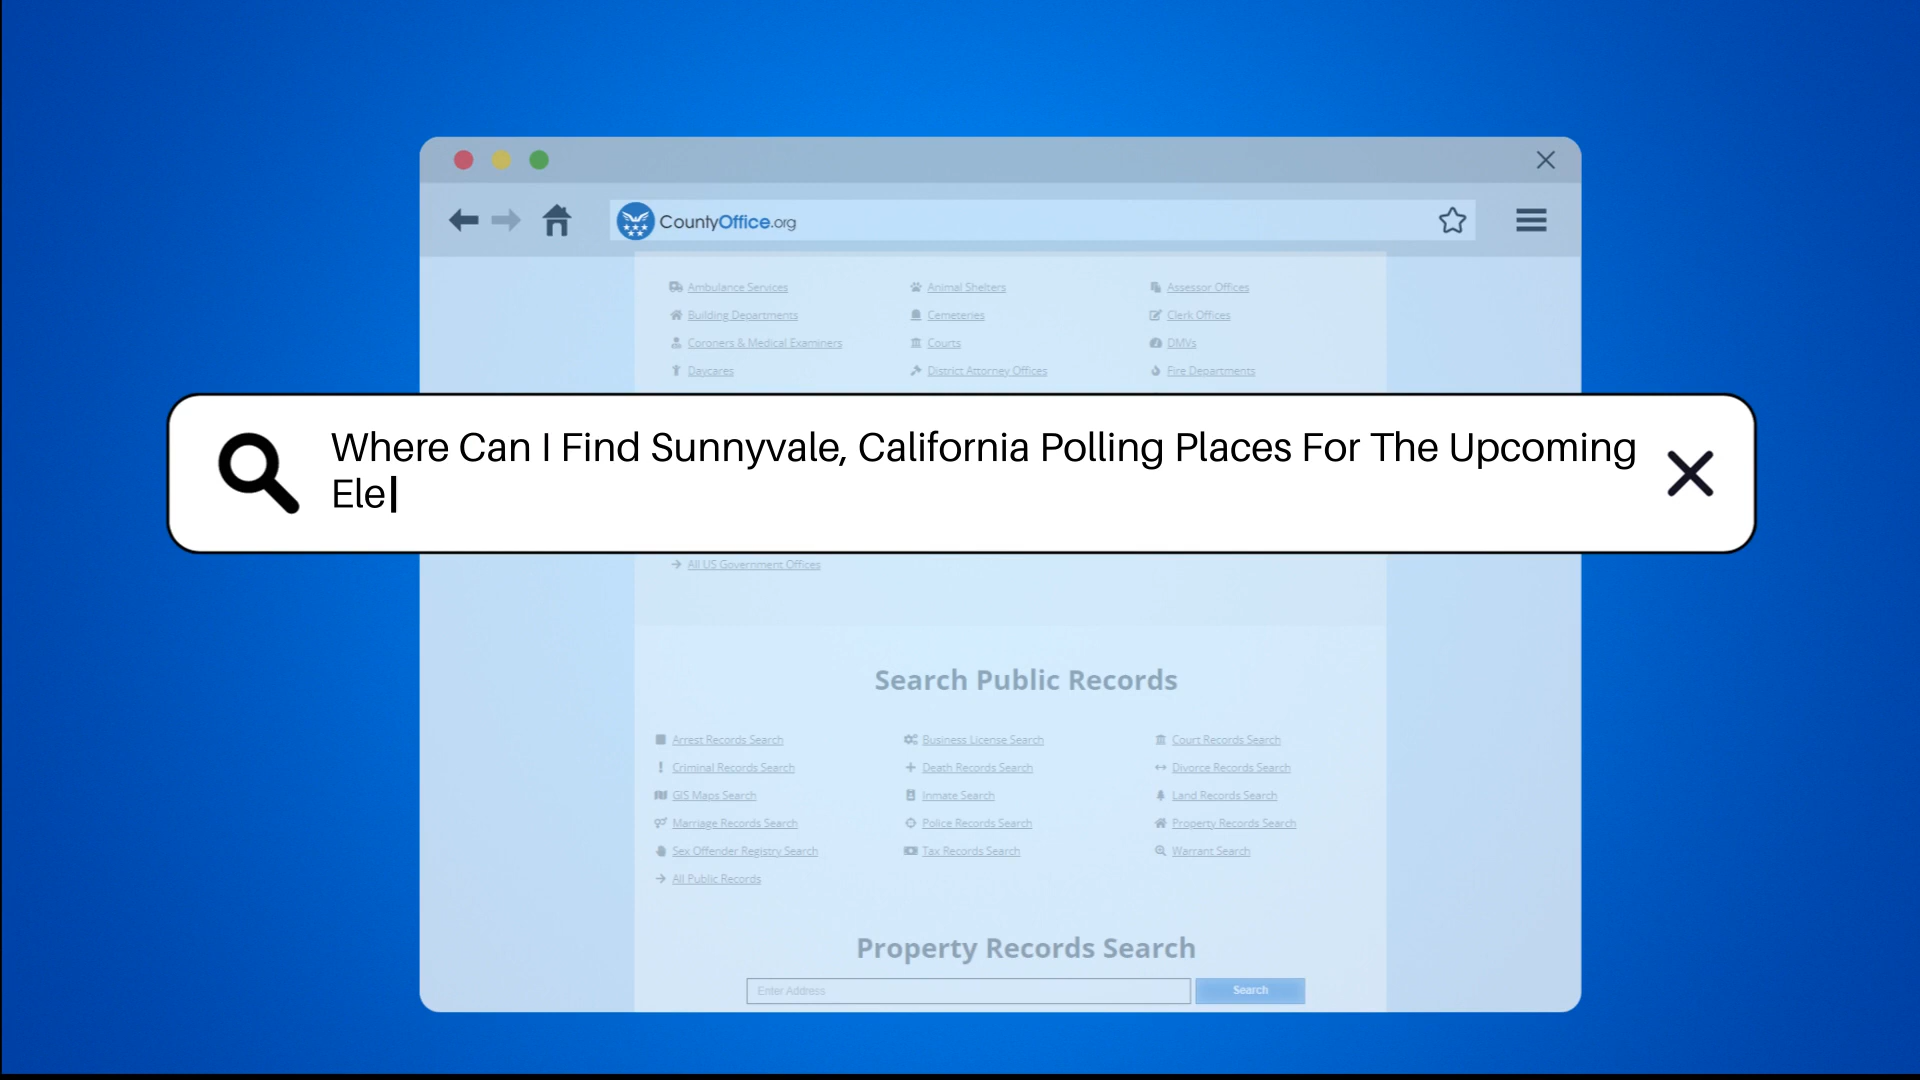 CountyOffice.org
Ambulance Services Animal Shelters Assessor Offices
Building Departments Cemeteries Clerk Offices
Coroners & Medical Examiners Courts DMVs
Daycares District Attorney Offices Fire Departments
Where Can I Find Sunnyvale, California Polling Places For The Upcoming
Ele
All US Government Offices
Search Public Records
Arrest Records Search Business License Search Court Records Search
Criminal Records Search Death Records Search Divorce Records Search
GIS Maps Search Inmate Search Land Records Search
Marriage Records Search Police Records Search Property Records Search
Sex Offender Registry Search Tax Records Search Warrant Search
All Public Records
Property Records Search
Enter Address Search